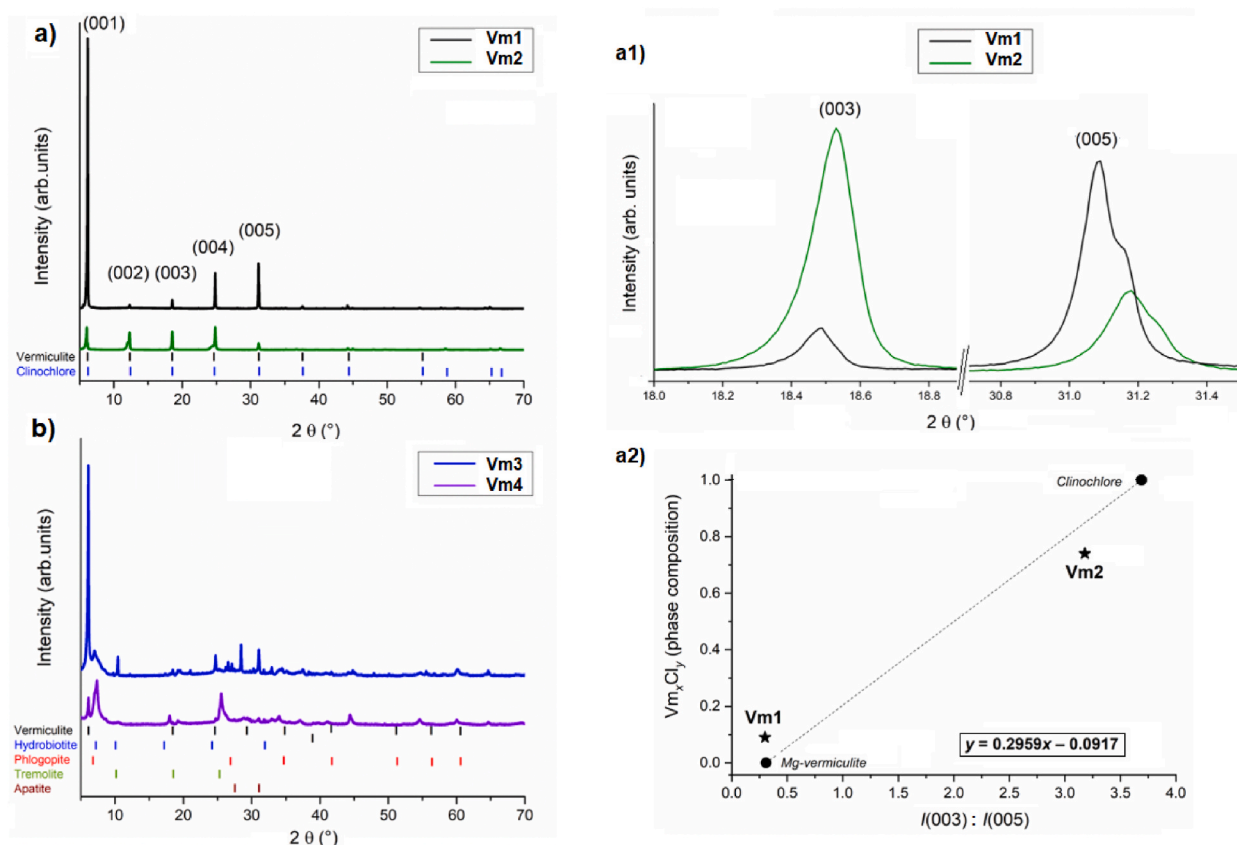 a)
(001)
Vm1
Vm2
(002)
(003)
(004)
(005)
Intensity (arb.units)
Vermiculite
Clinochlore
10 20 30 40 50 60 70
2 θ (°)
a1)
Vm1
Vm2
(003)
(005)
Intensity (arb. units)
18.0 18.2 18.4 18.6 18.8 30.8 31.0 31.2 31.4
2 θ (°)
b)
Vm3
Vm4
Intensity (arb.units)
Vermiculite
Hydrobiotite
Phlogopite
Tremolite
Apatite
10 20 30 40 50 60 70
2 θ (°)
a2)
VmₓClᵧ (phase composition)
1.0
0.8
0.6
0.4
0.2
0.0
Clinochlore
Vm2
Vm1
Mg-vermiculite
y = 0.2959x − 0.0917
0.0 0.5 1.0 1.5 2.0 2.5 3.0 3.5 4.0
I(003) : I(005)